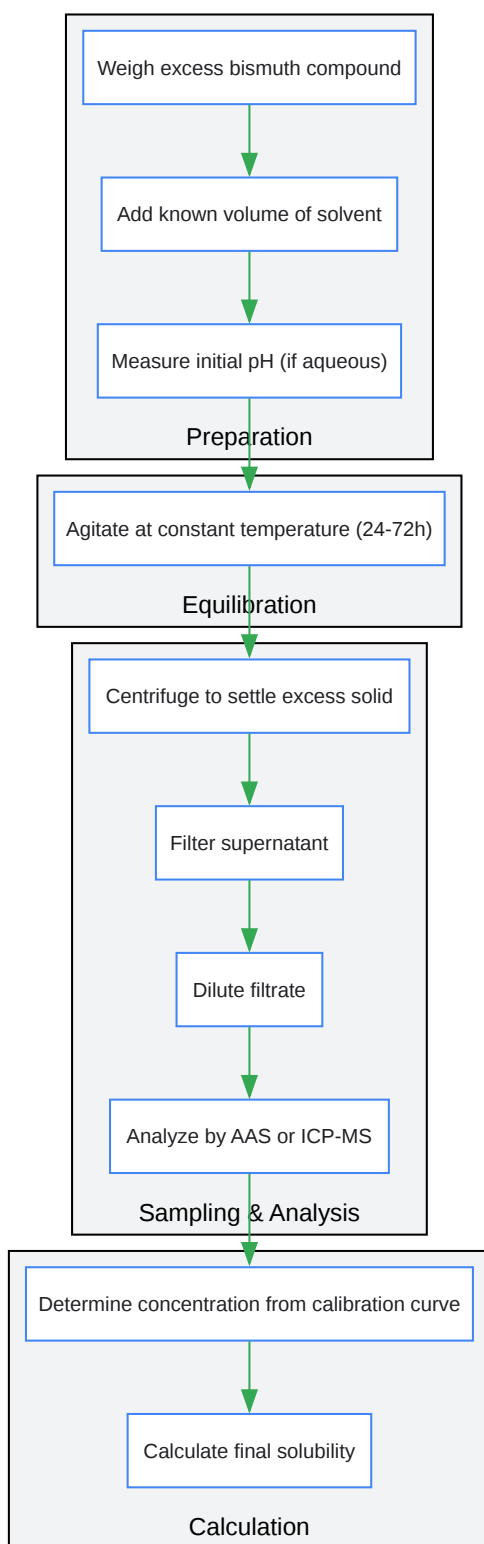 Weigh excess bismuth compound
Add known volume of solvent
Measure initial pH (if aqueous)
Preparation
Agitate at constant temperature (24-72h)
Equilibration
Centrifuge to settle excess solid
Filter supernatant
Dilute filtrate
Analyze by AAS or ICP-MS
Sampling & Analysis
Determine concentration from calibration curve
Calculate final solubility
Calculation